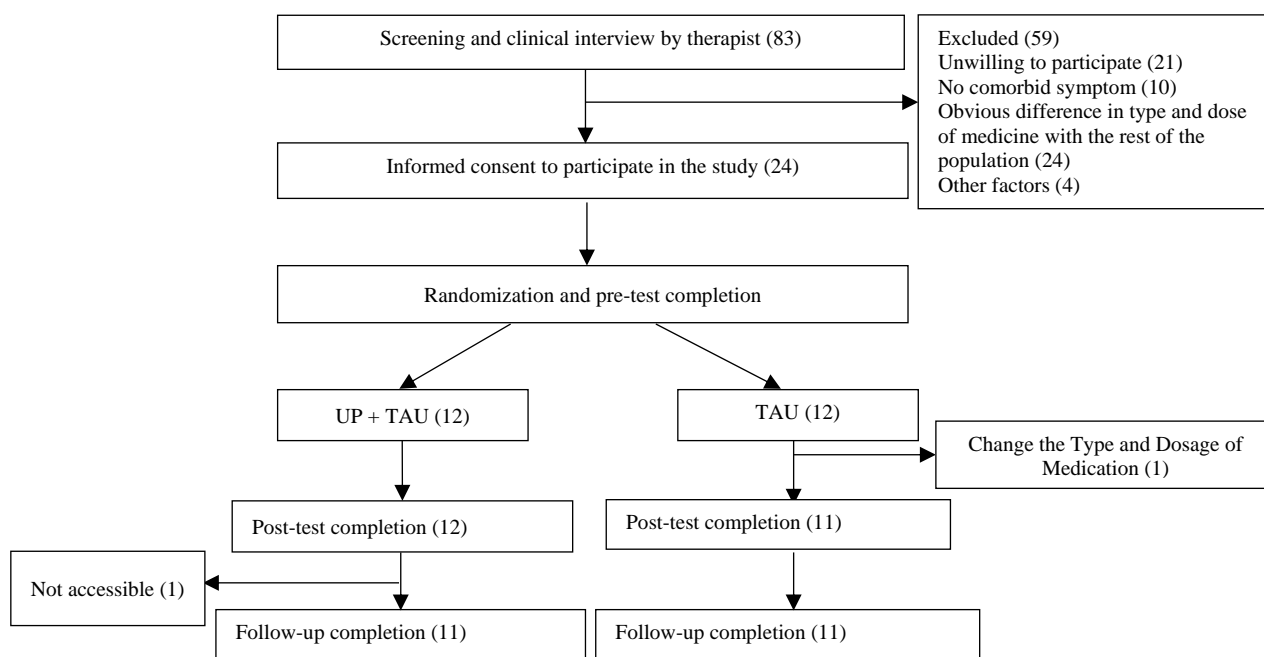 Screening and clinical interview by therapist (83)
Excluded (59)
Unwilling to participate (21)
No comorbid symptom (10)
Obvious difference in type and dose
of medicine with the rest of the
population (24)
Other factors (4)
Informed consent to participate in the study (24)
Randomization and pre-test completion
UP + TAU (12)
TAU (12)
Change the Type and Dosage of
Medication (1)
Post-test completion (12)
Post-test completion (11)
Not accessible (1)
Follow-up completion (11)
Follow-up completion (11)